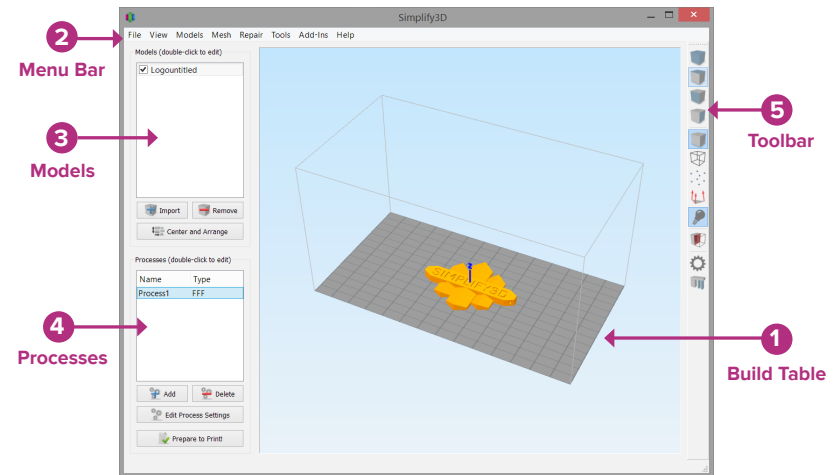 Simplify3D
2
Menu Bar
File View Models Mesh Repair Tools Add-Ins Help
Models (double-click to edit)
Logountitled
3
Models
Import Remove
Center and Arrange
5
Toolbar
SIMPLIFY3D
Processes (double-click to edit)
Name Type
Process1 FFF
4
Processes
1
Build Table
Add Delete
Edit Process Settings
Prepare to Print!